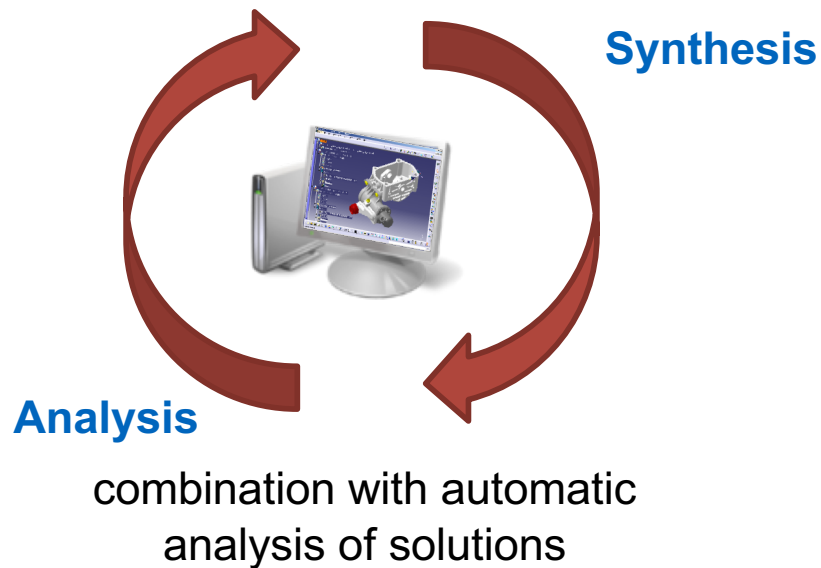 Synthesis
Analysis
combination with automatic
analysis of solutions